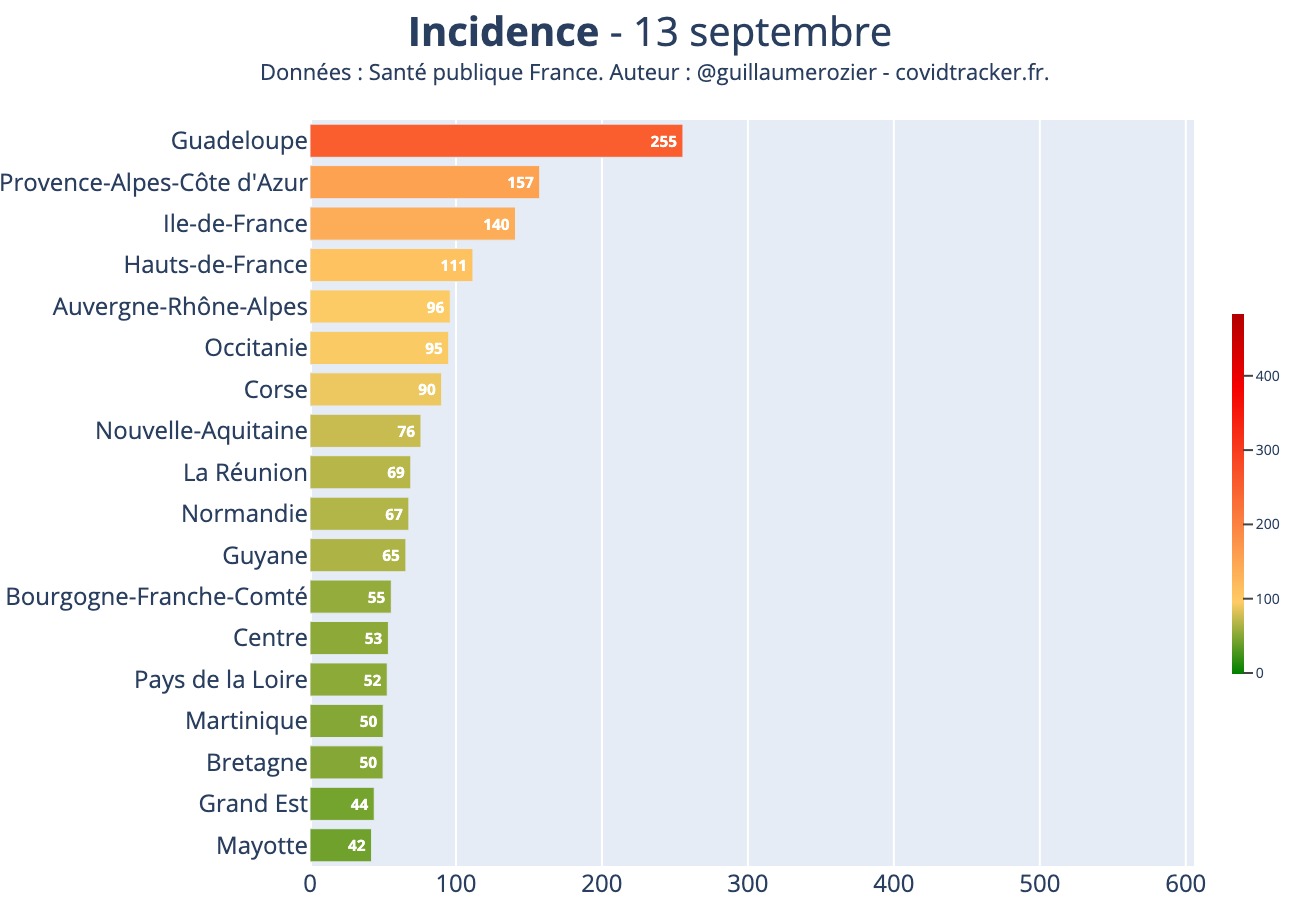 Incidence - 13 septembre
Données : Santé publique France. Auteur : @guillaumerozier - covidtracker.fr.
Guadeloupe 255
Provence-Alpes-Côte d'Azur 157
Ile-de-France 140
Hauts-de-France 111
Auvergne-Rhône-Alpes 96
Occitanie 95
Corse 90
Nouvelle-Aquitaine 76
La Réunion 69
Normandie 67
Guyane 65
Bourgogne-Franche-Comté 55
Centre 53
Pays de la Loire 52
Martinique 50
Bretagne 50
Grand Est 44
Mayotte 42
0 100 200 300 400 500 600
400
300
200
100
0